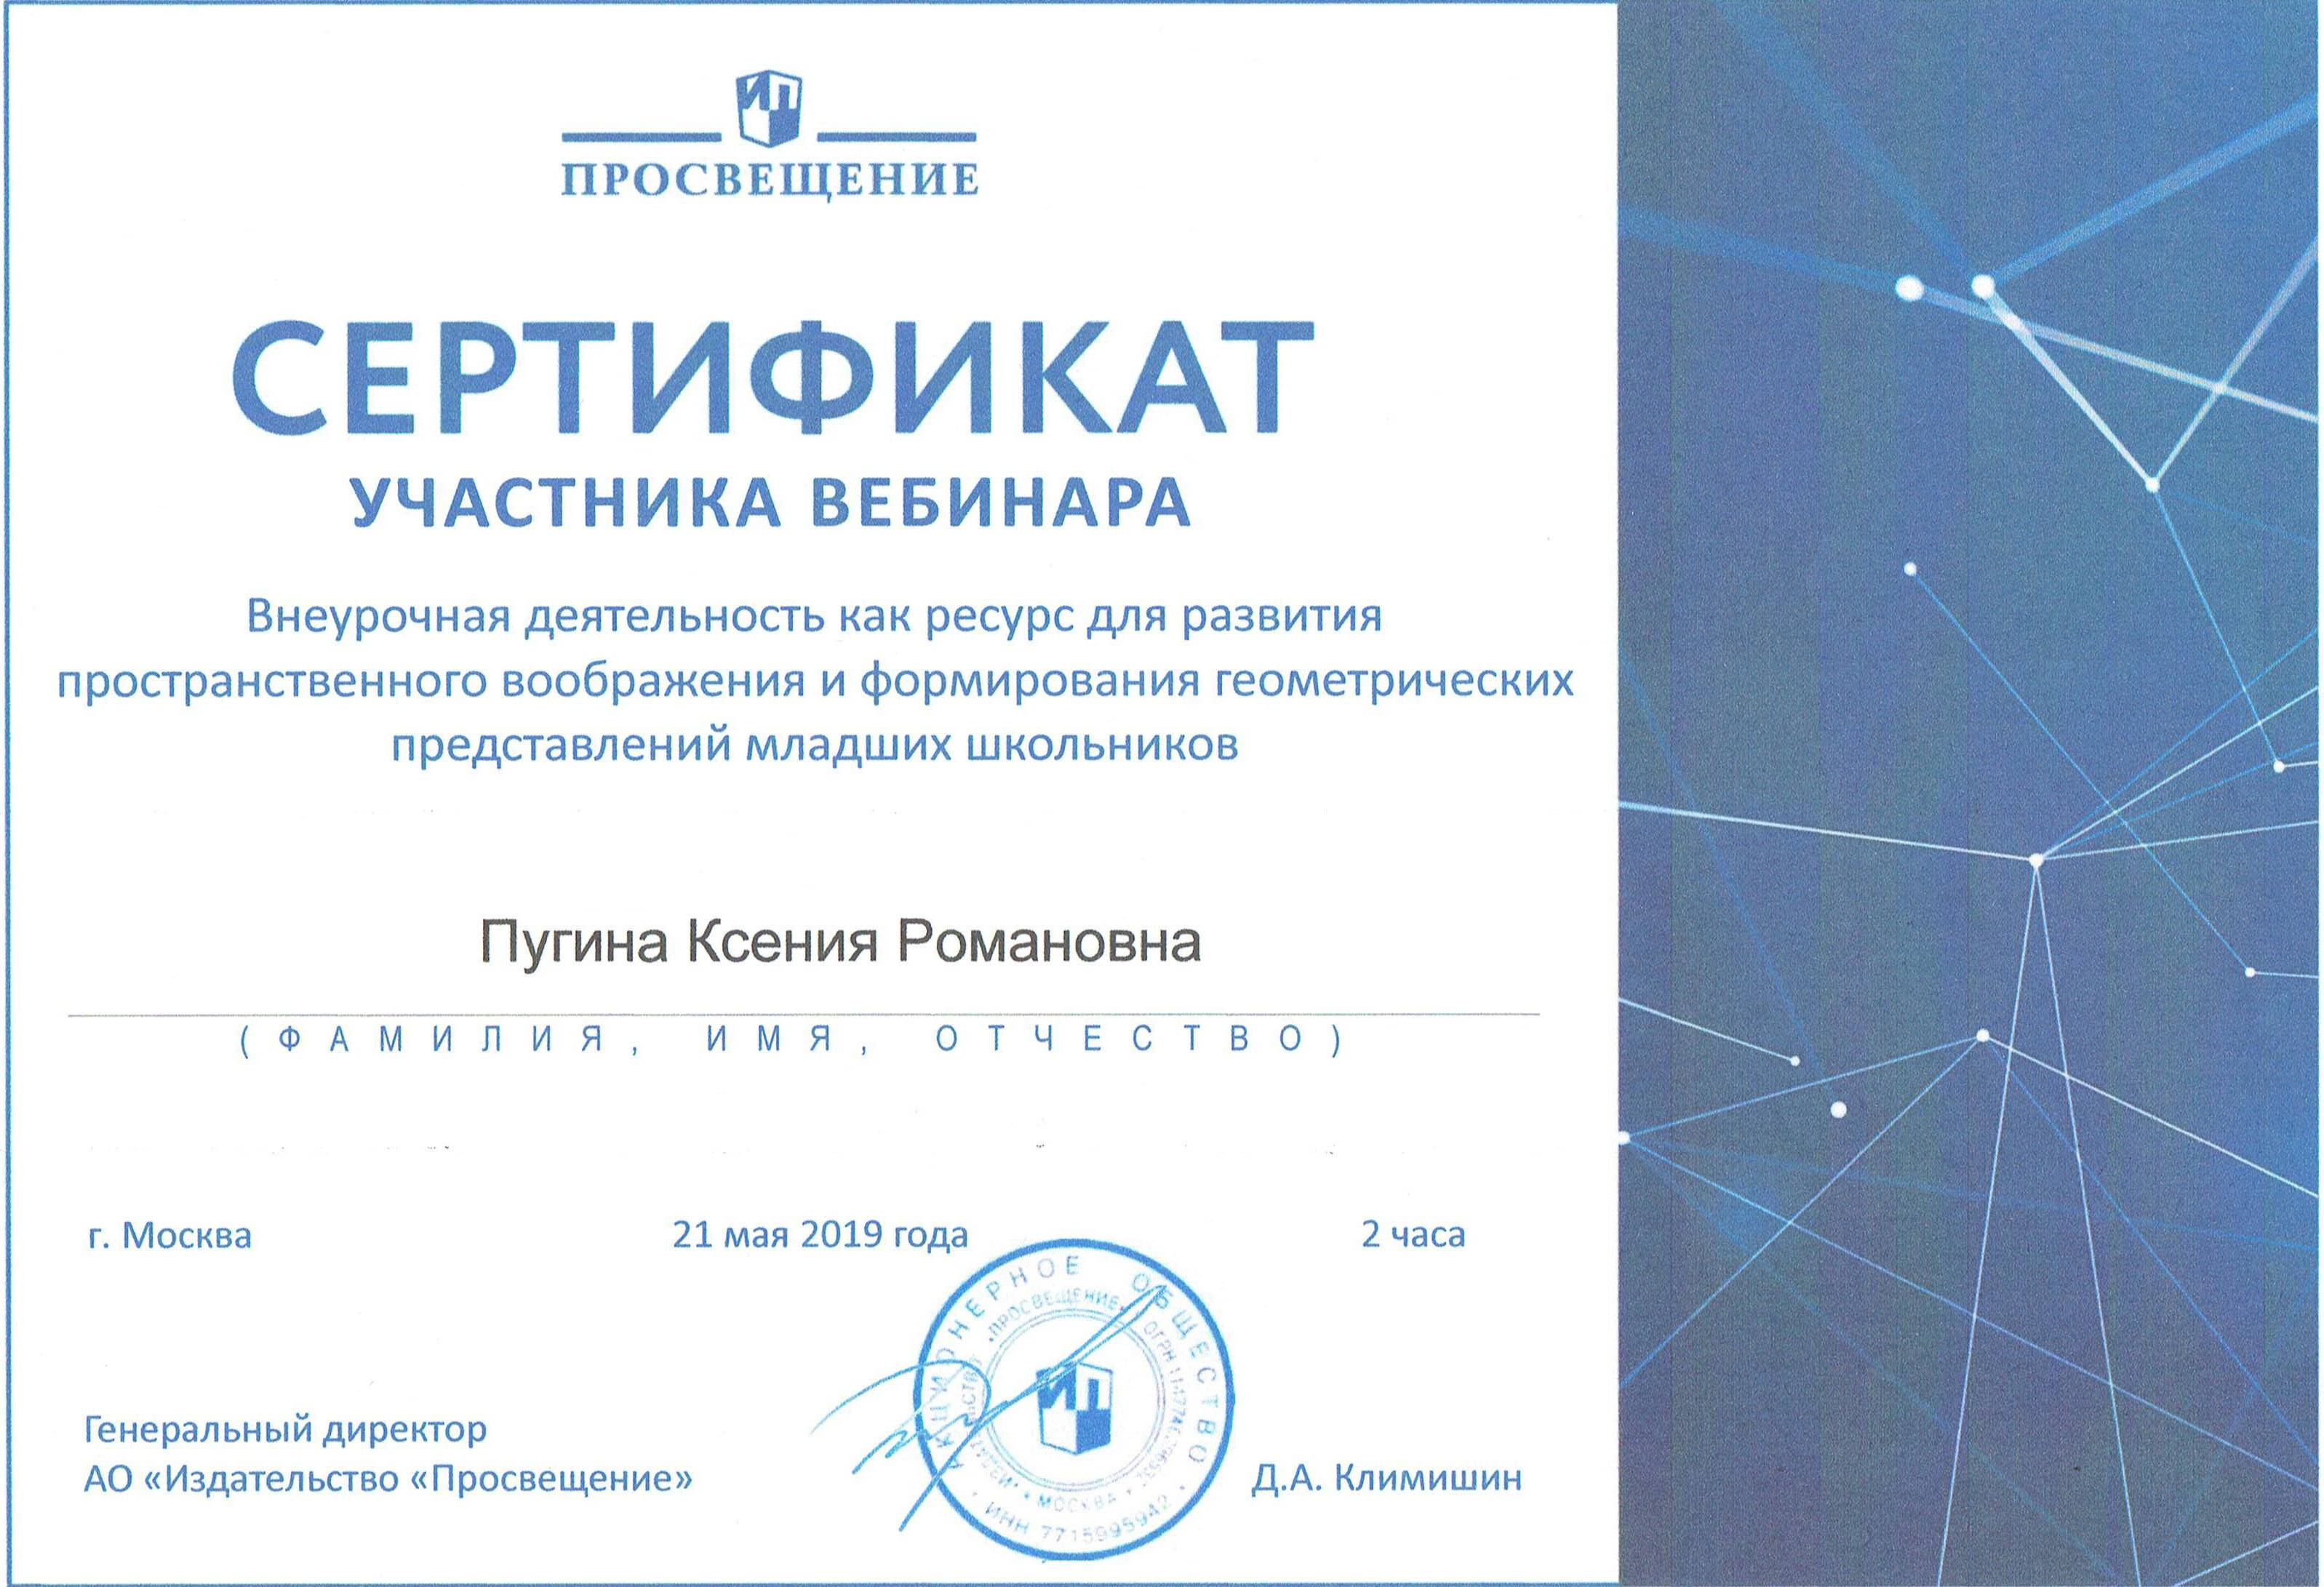 ИП
ПРОСВЕЩЕНИЕ
СЕРТИФИКАТ
УЧАСТНИКА ВЕБИНАРА
Внеурочная деятельность как ресурс для развития
пространственного воображения и формирования геометрических
представлений младших школьников
Пугина Ксения Романовна
(ФАМИЛИЯ, ИМЯ, ОТЧЕСТВО)
г. Москва
21 мая 2019 года
2 часа
АКЦИОНЕРНОЕ ОБЩЕСТВО
ПРОСВЕЩЕНИЕ
ОГРН
МОСКВА
ИНН 7715995942
ИП
Генеральный директор
АО «Издательство «Просвещение»
Д.А. Климишин